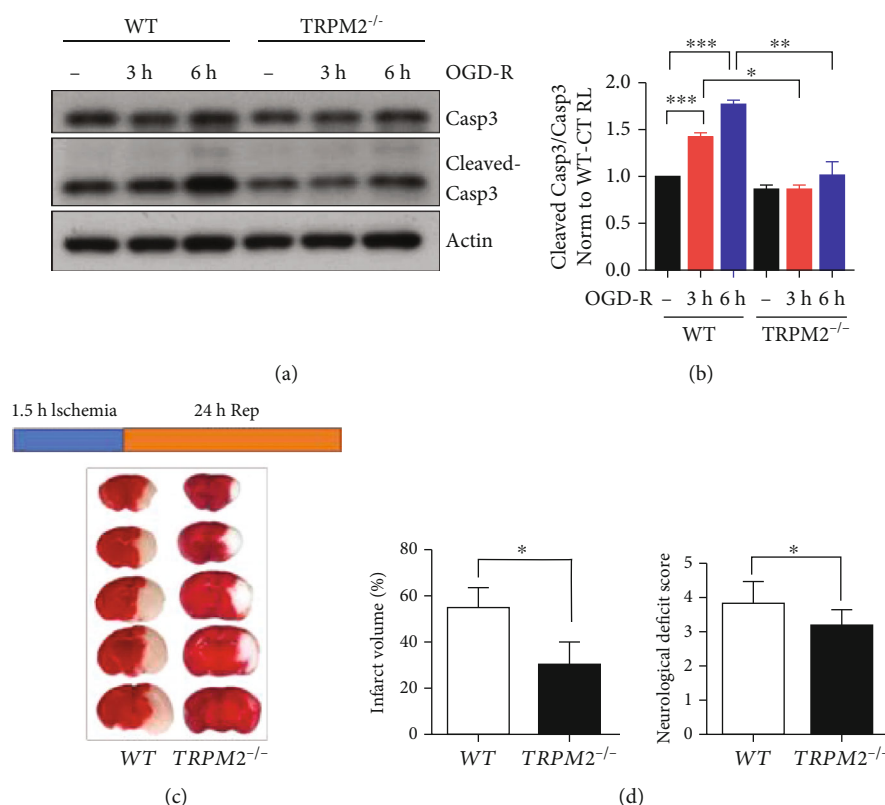 WT TRPM2⁻/⁻
– 3 h 6 h – 3 h 6 h OGD-R
Casp3
Cleaved-
Casp3
Actin
(a)
Cleaved Casp3/Casp3
Norm to WT-CT RL
2.0
1.5
1.0
0.5
0.0
*** **
*
***
OGD-R – 3 h 6 h – 3 h 6 h
WT TRPM2⁻/⁻
(b)
1.5 h Ischemia 24 h Rep
WT TRPM2⁻/⁻
(c)
Infarct volume (%)
80
60
40
20
0
*
WT TRPM2⁻/⁻
Neurological deficit score
5
4
3
2
1
0
*
WT TRPM2⁻/⁻
(d)